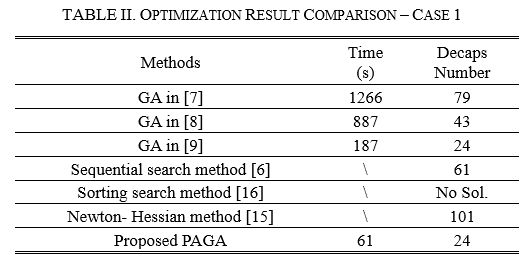 TABLE II. OPTIMIZATION RESULT COMPARISON – CASE 1
Methods Time (s) Decaps Number
GA in [7] 1266 79
GA in [8] 887 43
GA in [9] 187 24
Sequential search method [6] \ 61
Sorting search method [16] \ No Sol.
Newton- Hessian method [15] \ 101
Proposed PAGA 61 24